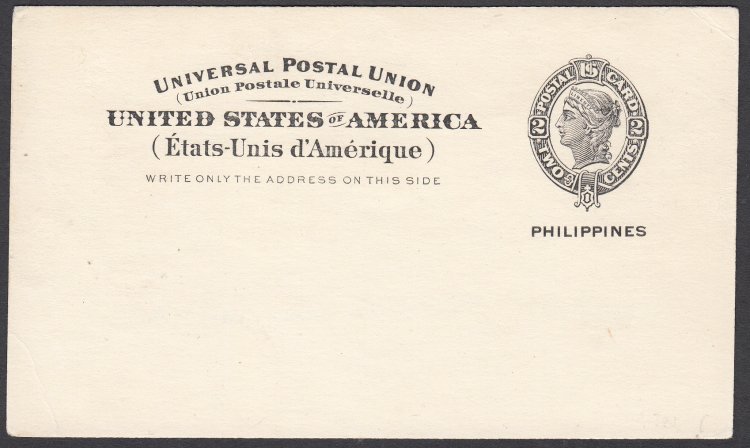 UNIVERSAL POSTAL UNION
(Union Postale Universelle)
UNITED STATES OF AMERICA
(États-Unis d'Amérique)
WRITE ONLY THE ADDRESS ON THIS SIDE
POSTAL CARD
2 2
TWO CENTS
PHILIPPINES